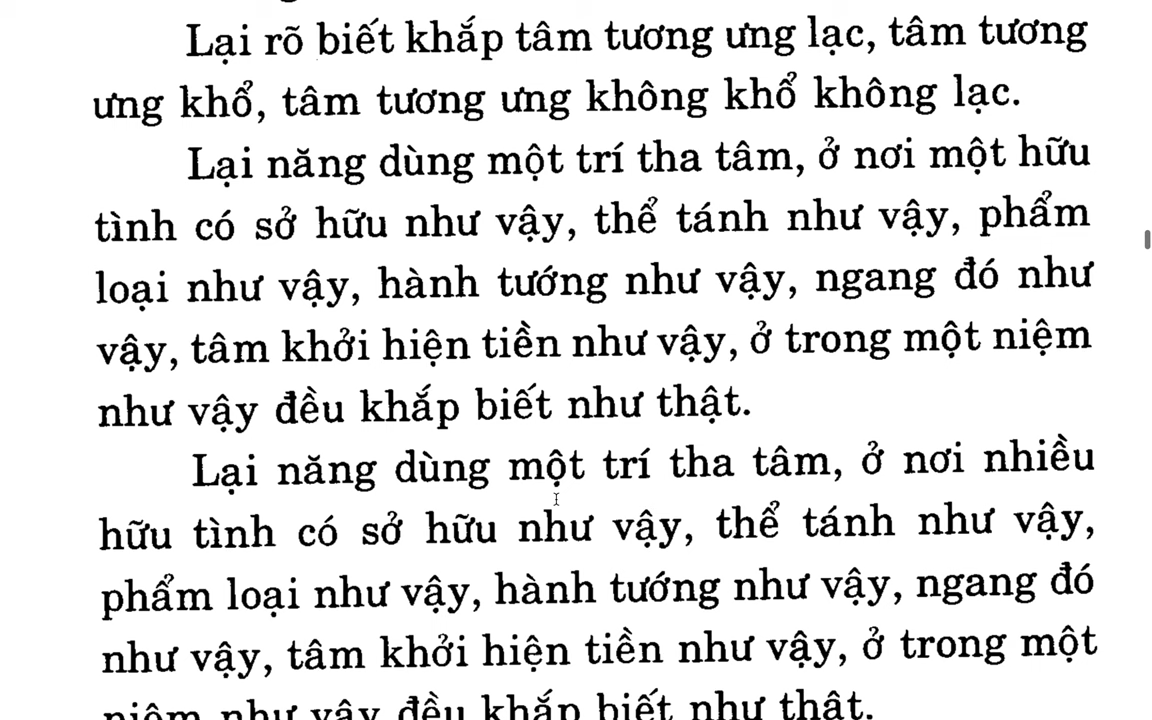 Lại rõ biết khắp tâm tương ưng lạc, tâm tương
ưng khổ, tâm tương ưng không khổ không lạc.
Lại năng dùng một trí tha tâm, ở nơi một hữu
tình có sở hữu như vậy, thể tánh như vậy, phẩm
loại như vậy, hành tướng như vậy, ngang đó như
vậy, tâm khởi hiện tiền như vậy, ở trong một niệm
như vậy đều khắp biết như thật.
Lại năng dùng một trí tha tâm, ở nơi nhiều
hữu tình có sở hữu như vậy, thể tánh như vậy,
phẩm loại như vậy, hành tướng như vậy, ngang đó
như vậy, tâm khởi hiện tiền như vậy, ở trong một
niệm như vậy đều khắp biết như thật.